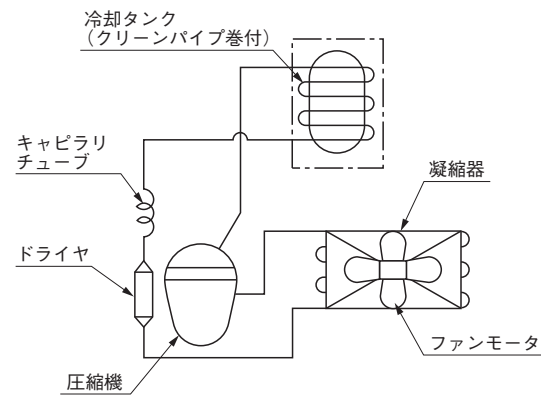 冷却タンク
（クリーンパイプ巻付）
キャピラリ
チューブ
凝縮器
ドライヤ
ファンモータ
圧縮機